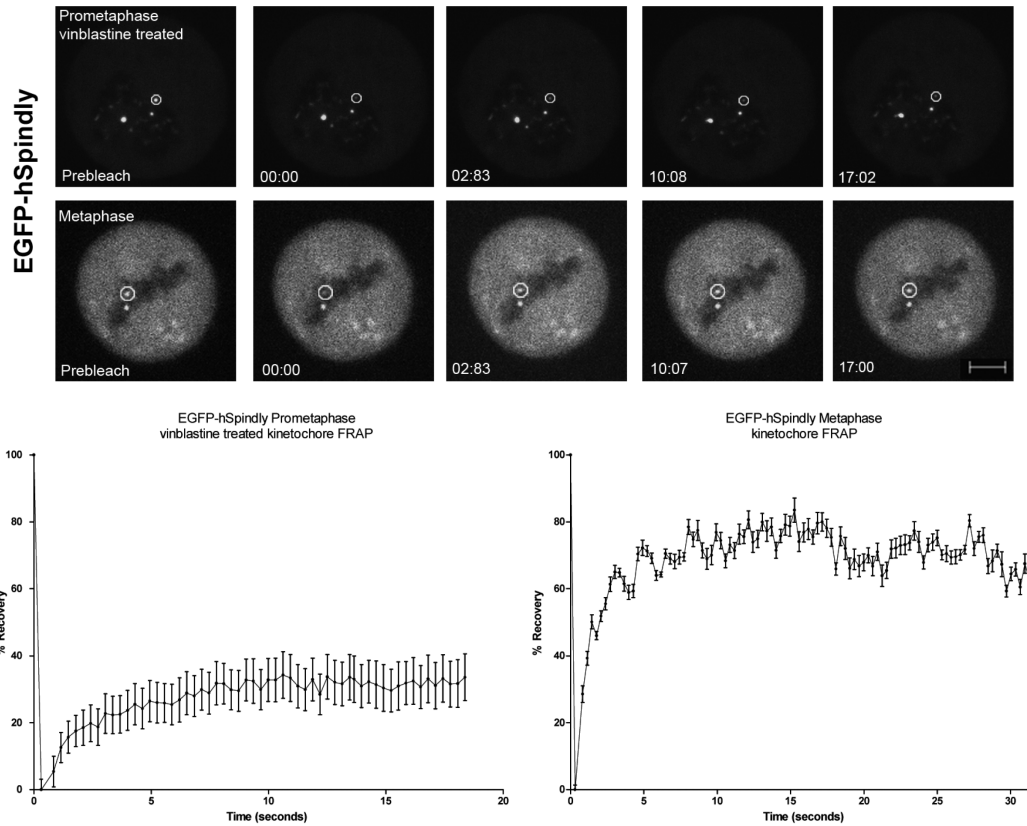 EGFP-hSpindly
Prometaphase
vinblastine treated
Prebleach
00:00
02:83
10:08
17:02
Metaphase
Prebleach
00:00
02:83
10:07
17:00
EGFP-hSpindly Prometaphase
vinblastine treated kinetochore FRAP
% Recovery
100
80
60
40
20
0
0
5
10
15
20
Time (seconds)
EGFP-hSpindly Metaphase
kinetochore FRAP
% Recovery
100
80
60
40
20
0
0
5
10
15
20
25
30
Time (seconds)